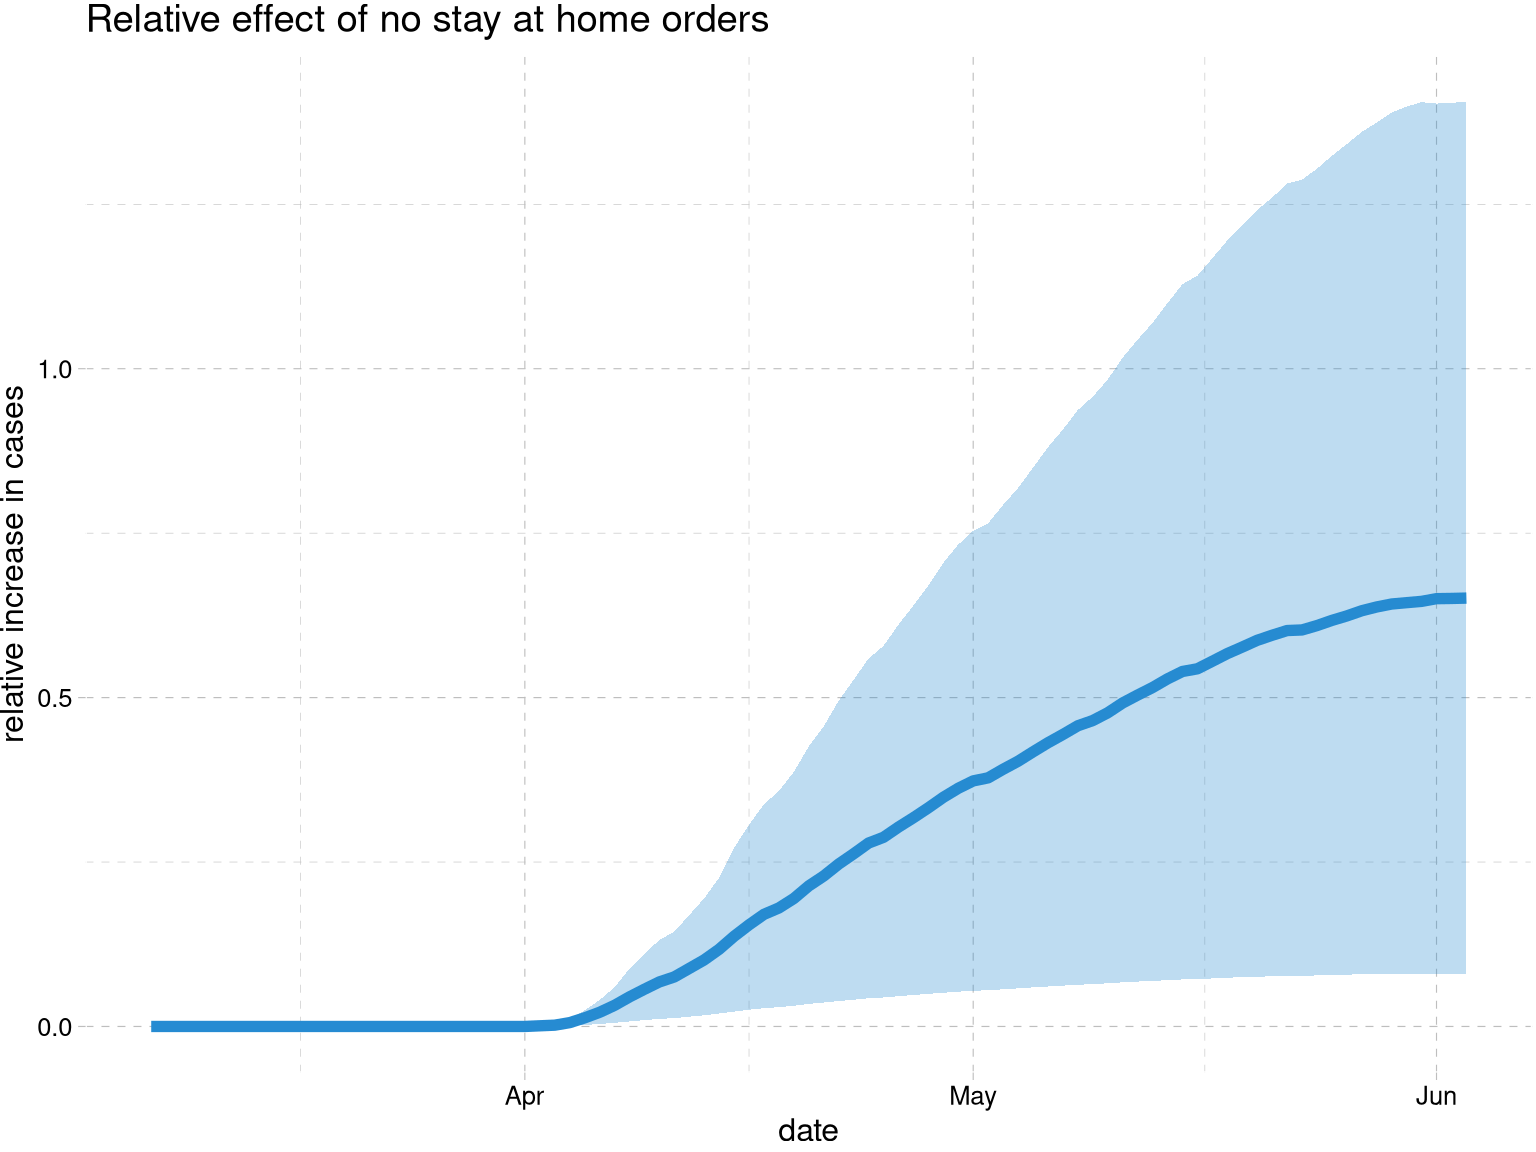 Relative effect of no stay at home orders
relative increase in cases
1.0
0.5
0.0
Apr
May
Jun
date